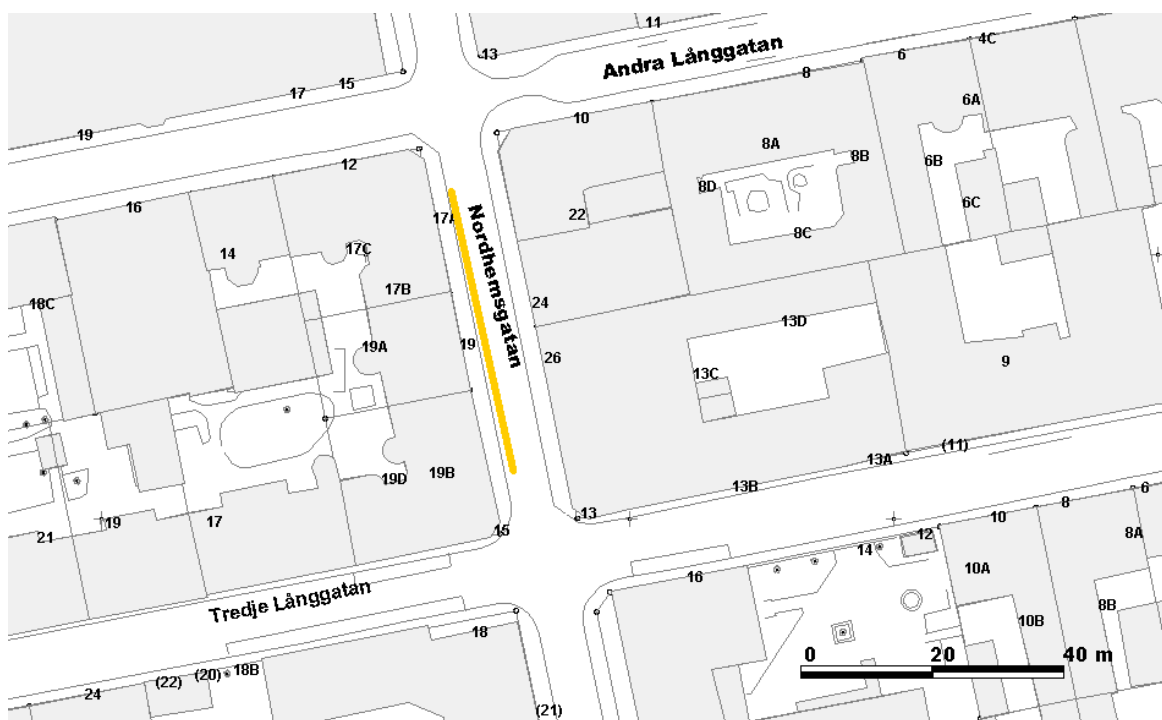 11
13
4C
Andra Långgatan
6
15
8
17
6A
10
19
8A
8B
12
6B
8D
16
17A
22
6C
Nordhemsgatan
8C
14
17C
17B
18C
24
13D
19
19A
26
9
13C
(11)
13A
19B
19D
13B
6
8
13
10
17
19
15
8A
21
12
14
10A
16
Tredje Långgatan
8B
10B
18
0 20 40 m
18B
(20)
(22)
24
(21)